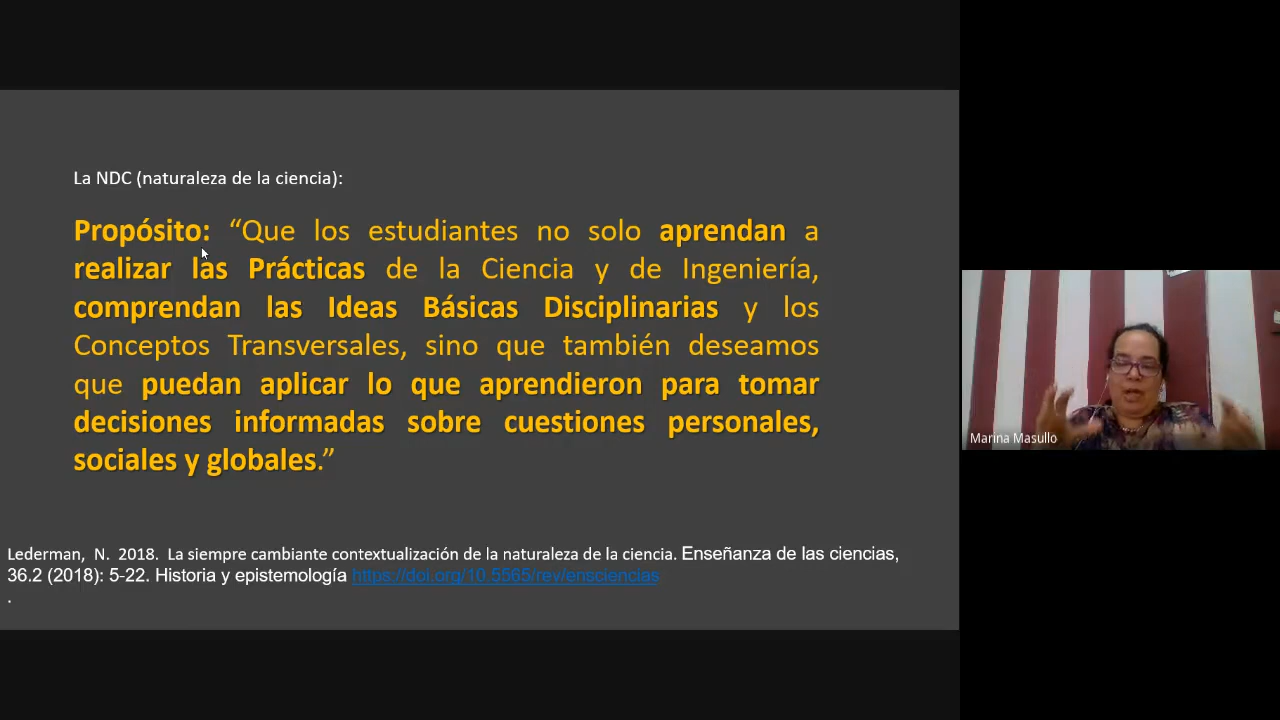 La NDC (naturaleza de la ciencia):
Propósito: “Que los estudiantes no solo aprendan a
realizar las Prácticas de la Ciencia y de Ingeniería,
comprendan las Ideas Básicas Disciplinarias y los
Conceptos Transversales, sino que también deseamos
que puedan aplicar lo que aprendieron para tomar
decisiones informadas sobre cuestiones personales,
sociales y globales.”
Lederman, N. 2018. La siempre cambiante contextualización de la naturaleza de la ciencia. Enseñanza de las ciencias,
36.2 (2018): 5-22. Historia y epistemología https://doi.org/10.5565/rev/ensciencias
.
Marina Masullo